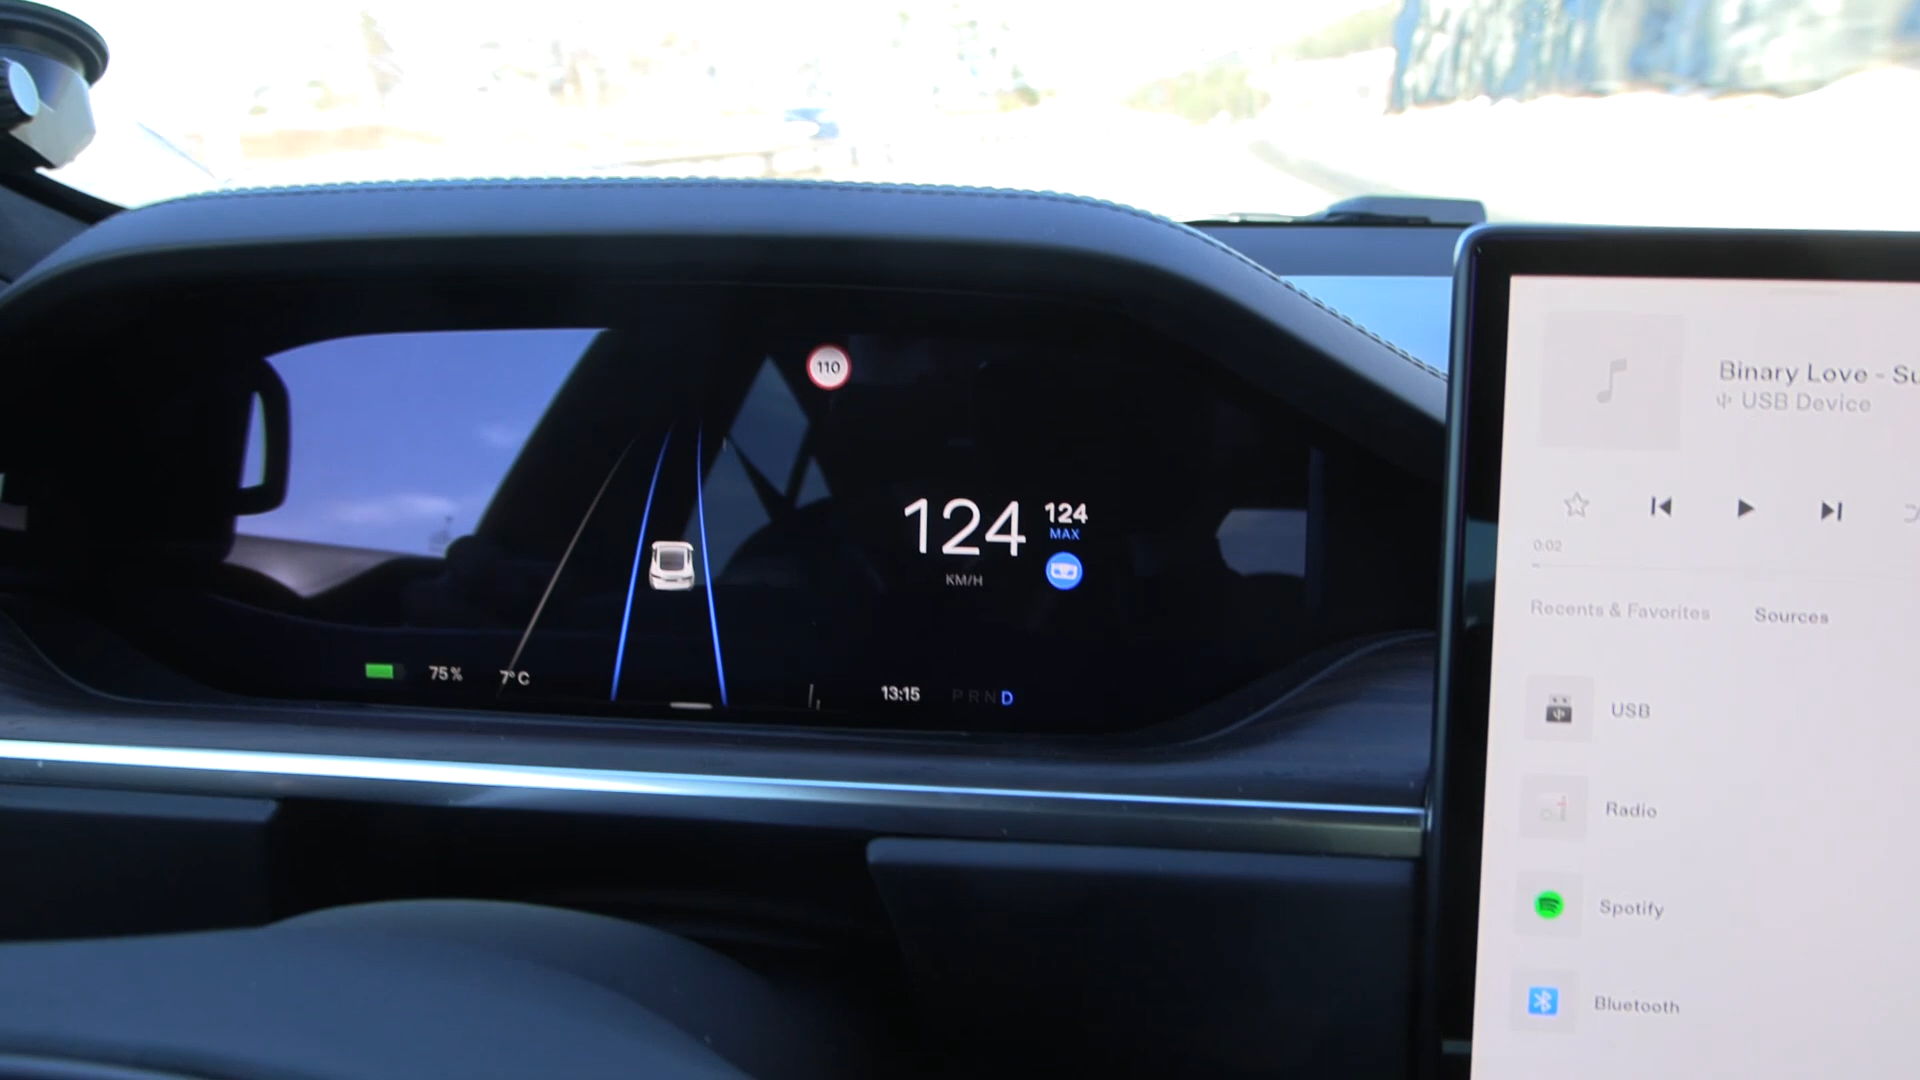 110
124
124
MAX
KM/H
75%
7°C
13:15
P R N D
Binary Love - Su
USB Device
0:02
Recents & Favorites
Sources
USB
Radio
Spotify
Bluetooth